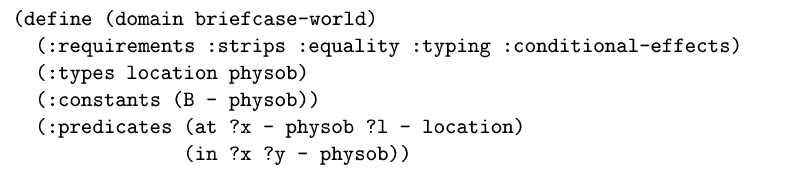 (define (domain briefcase-world)
  (:requirements :strips :equality :typing :conditional-effects)
  (:types location physob)
  (:constants (B - physob))
  (:predicates (at ?x - physob ?l - location)
               (in ?x ?y - physob))